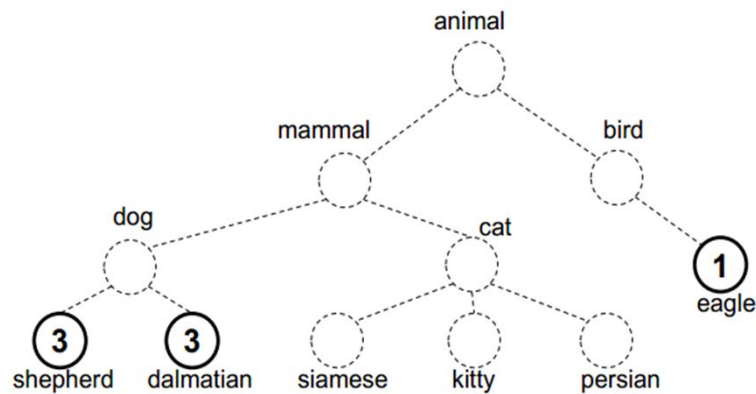 animal
mammal
bird
dog
cat
1
eagle
3
3
shepherd
dalmatian
siamese
kitty
persian